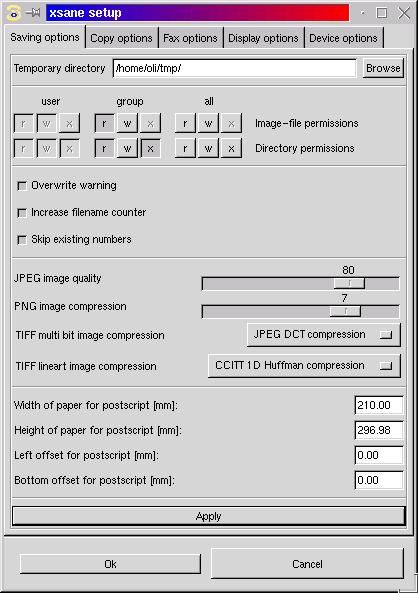 xsane setup
Saving options Copy options Fax options Display options Device options
Temporary directory /home/oli/tmp/ Browse
user group all
r w x r w x r w x Image-file permissions
r w x r w x r w x Directory permissions
Overwrite warning
Increase filename counter
Skip existing numbers
80
JPEG image quality
7
PNG image compression
TIFF multi bit image compression JPEG DCT compression
TIFF lineart image compression CCITT 1D Huffman compression
Width of paper for postscript [mm]: 210.00
Height of paper for postscript [mm]: 296.98
Left offset for postscript [mm]: 0.00
Bottom offset for postscript [mm]: 0.00
Apply
Ok Cancel